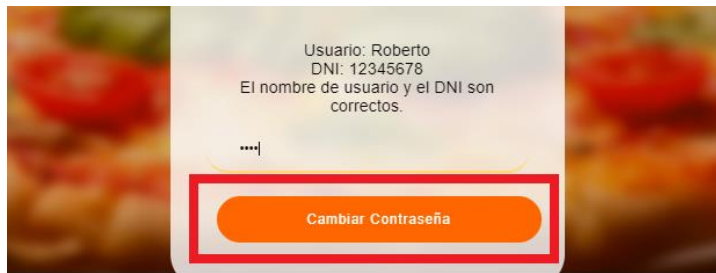 Usuario: Roberto
DNI: 12345678
El nombre de usuario y el DNI son
correctos.
••••
Cambiar Contraseña